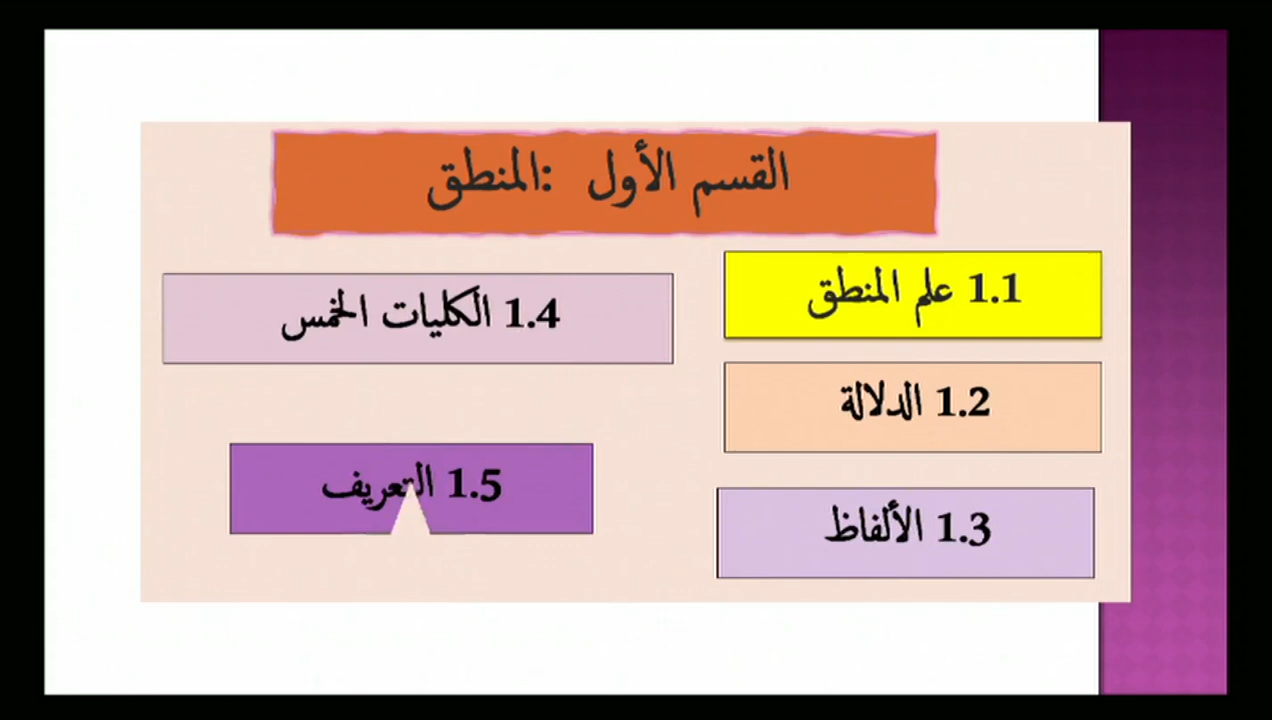 القسم الأول :المنطق
1.1 علم المنطق
1.2 الدلالة
1.3 الألفاظ
1.4 الكليات الخمس
1.5 التعريف